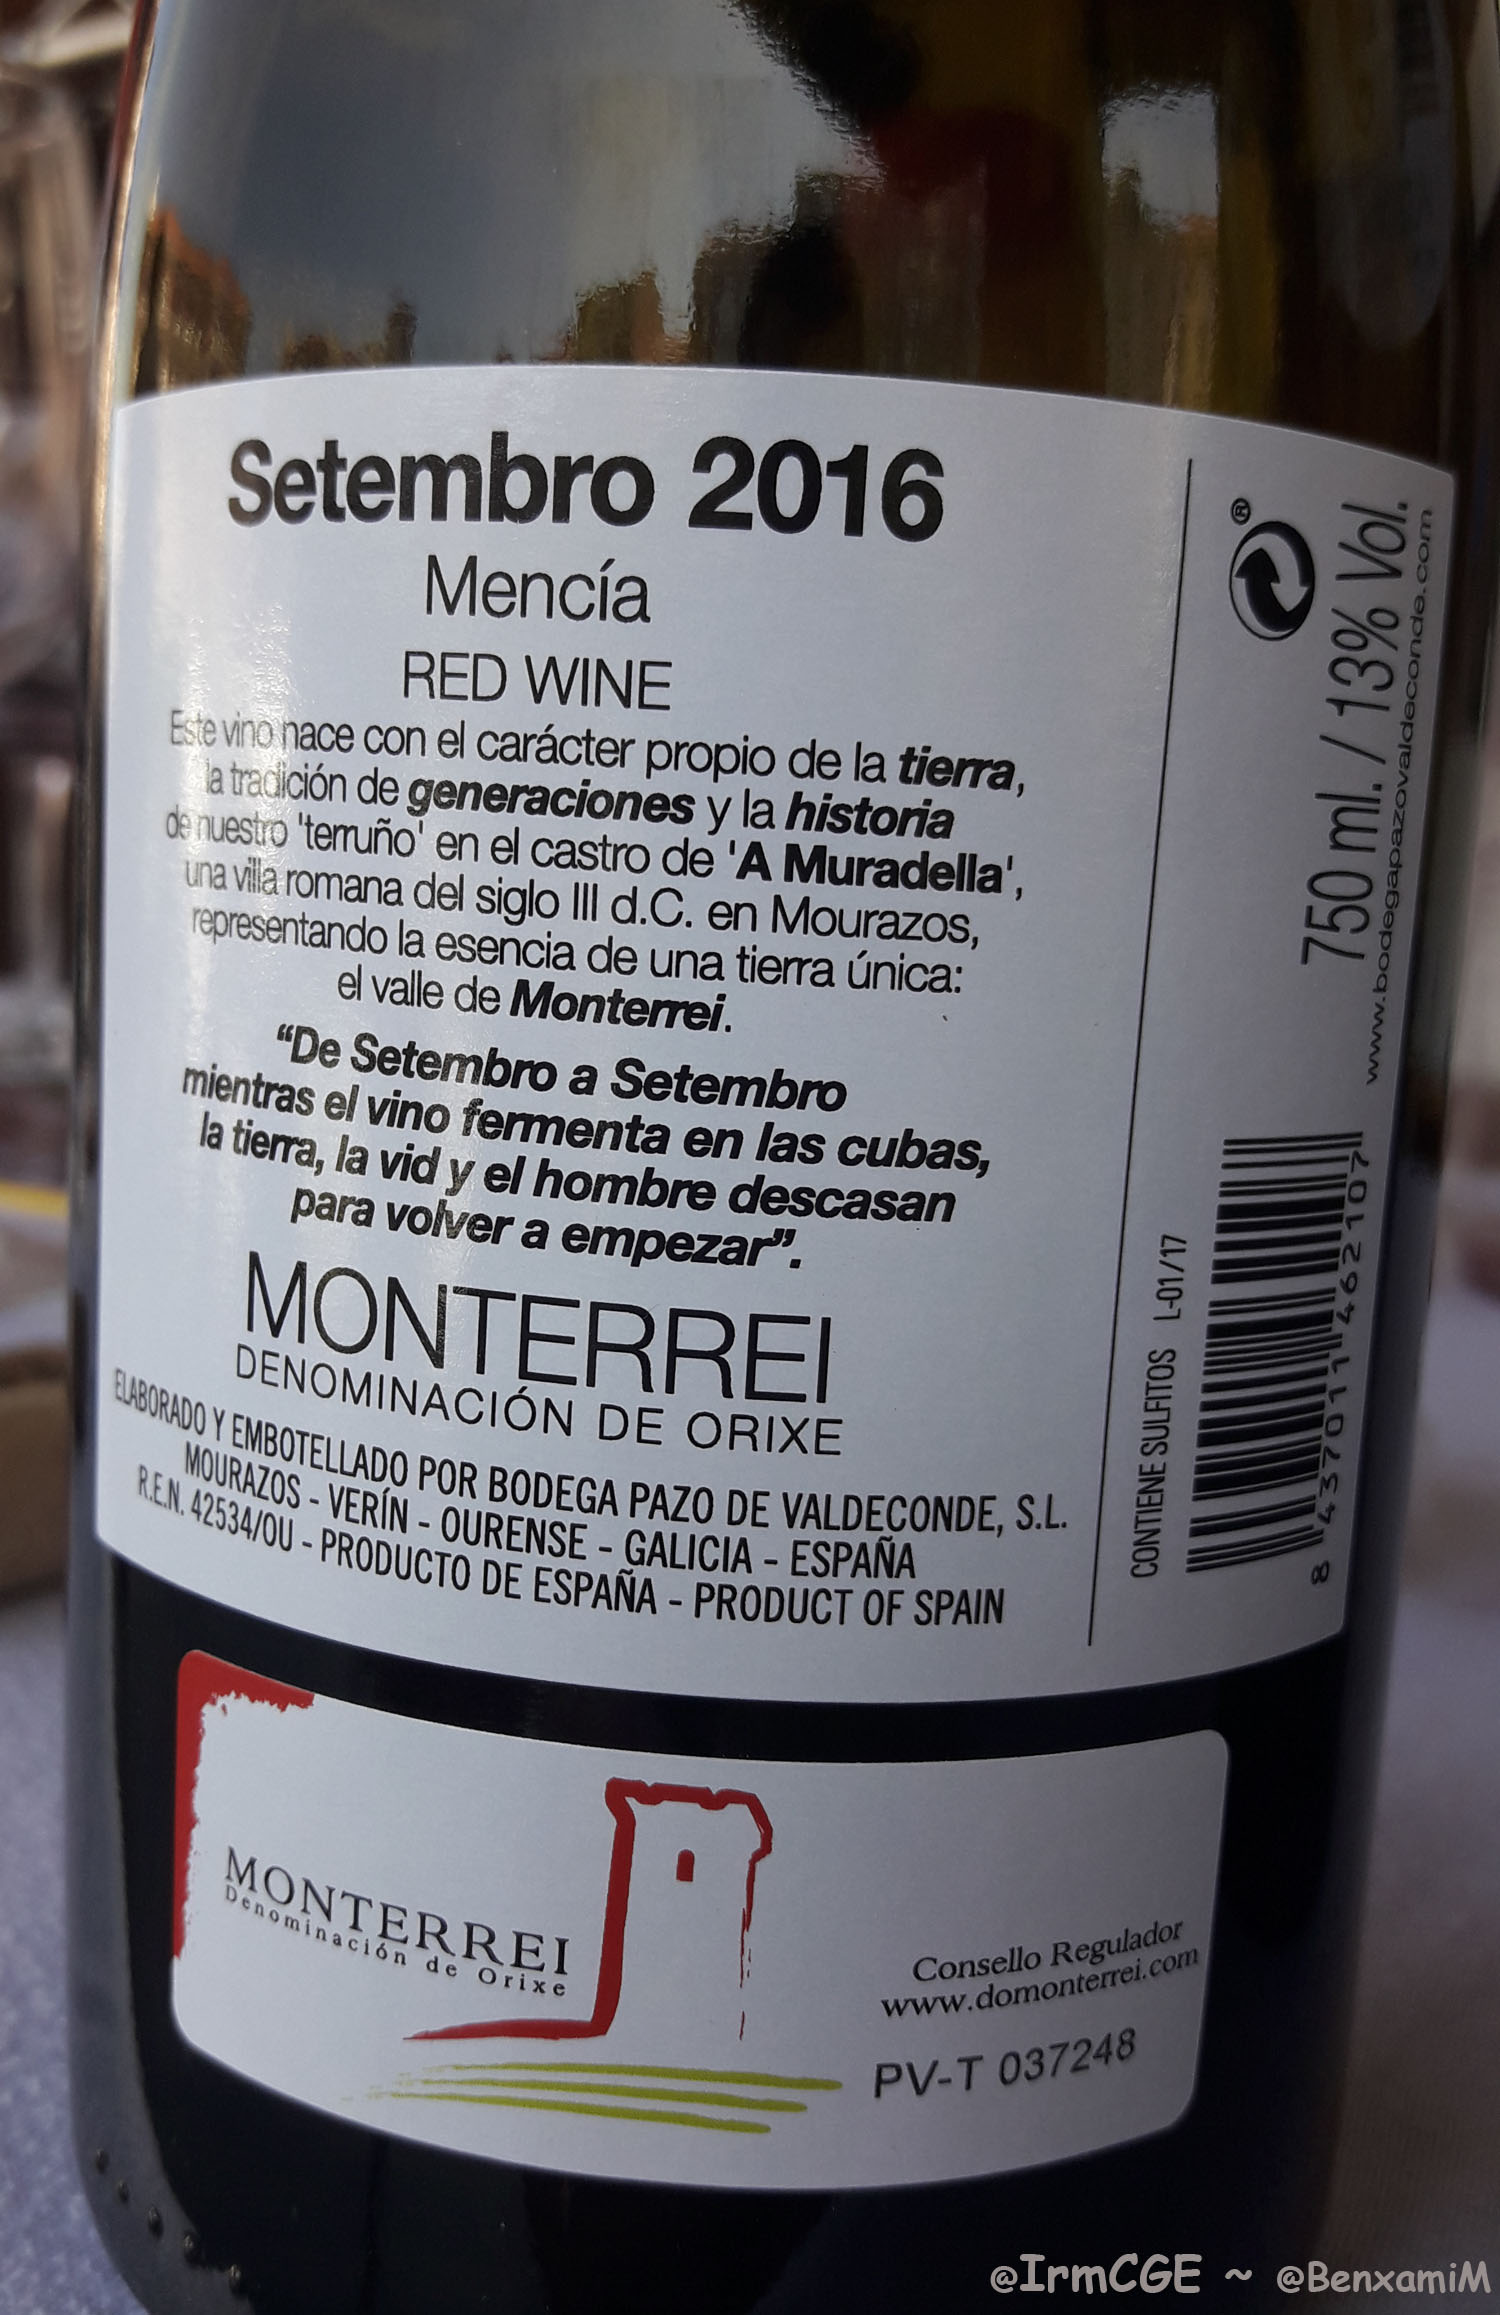 Setembro 2016
Mencía
RED WINE
Este vino nace con el carácter propio de la tierra,
la tradición de generaciones y la historia
de nuestro 'terruño' en el castro de 'A Muradella',
una villa romana del siglo III d.C. en Mourazos,
representando la esencia de una tierra única:
el valle de Monterrei.
“De Setembro a Setembro
mientras el vino fermenta en las cubas,
la tierra, la vid y el hombre descasan
para volver a empezar”.
MONTERREI
DENOMINACIÓN DE ORIXE
ELABORADO Y EMBOTELLADO POR BODEGA PAZO DE VALDECONDE, S.L.
MOURAZOS - VERÍN - OURENSE - GALICIA - ESPAÑA
R.E.N. 42534/OU - PRODUCTO DE ESPAÑA - PRODUCT OF SPAIN
®
750 ml. / 13% Vol.
www.bodegapazovaldeconde.com
CONTIENE SULFITOS L-01/17
8 437011 462107
MONTERREI
Denominación de Orixe
Consello Regulador
www.domonterrei.com
PV-T 037248
@IrmCGE ~ @BenxamiM